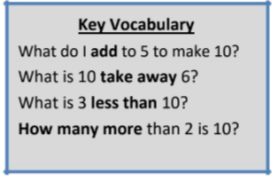 Key Vocabulary
What do I add to 5 to make 10?
What is 10 take away 6?
What is 3 less than 10?
How many more than 2 is 10?